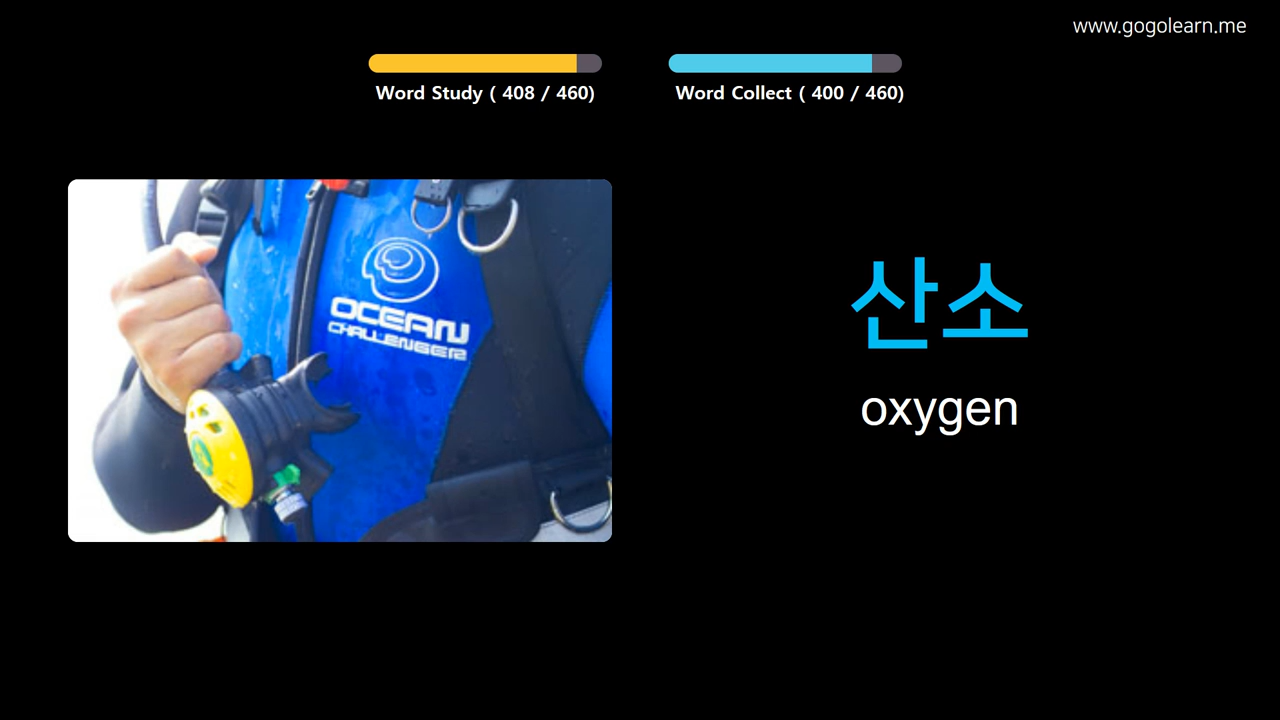 www.gogolearn.me
Word Study ( 408 / 460)
Word Collect ( 400 / 460)
OCEAN
CHALLENGER
산소
oxygen